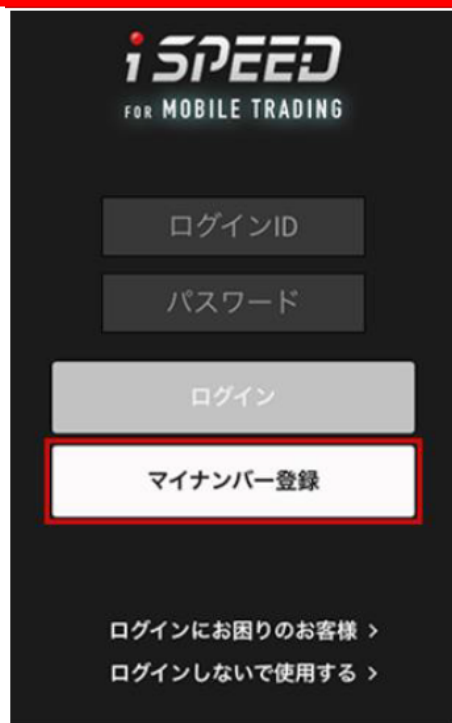 iSPEED
FOR MOBILE TRADING
ログインID
パスワード
ログイン
マイナンバー登録
ログインにお困りのお客様 >
ログインしないで使用する >